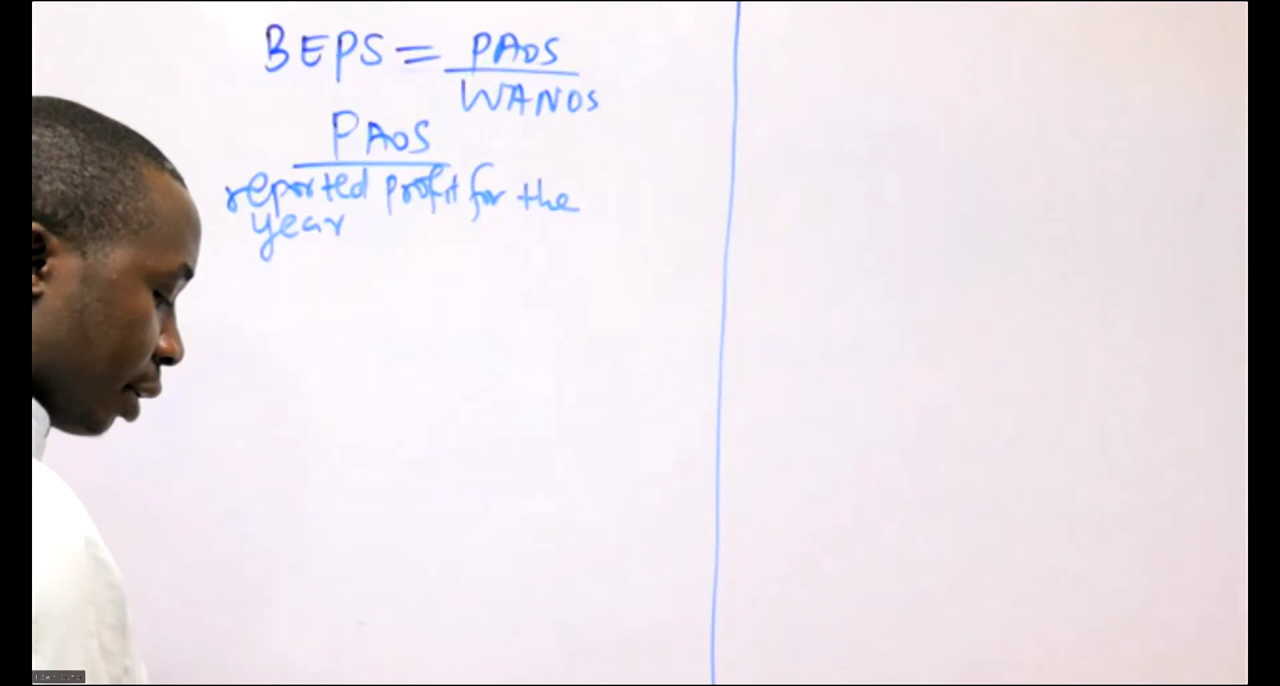 BEPS = PAOS
WANOS
PAOS
reported profit for the
year